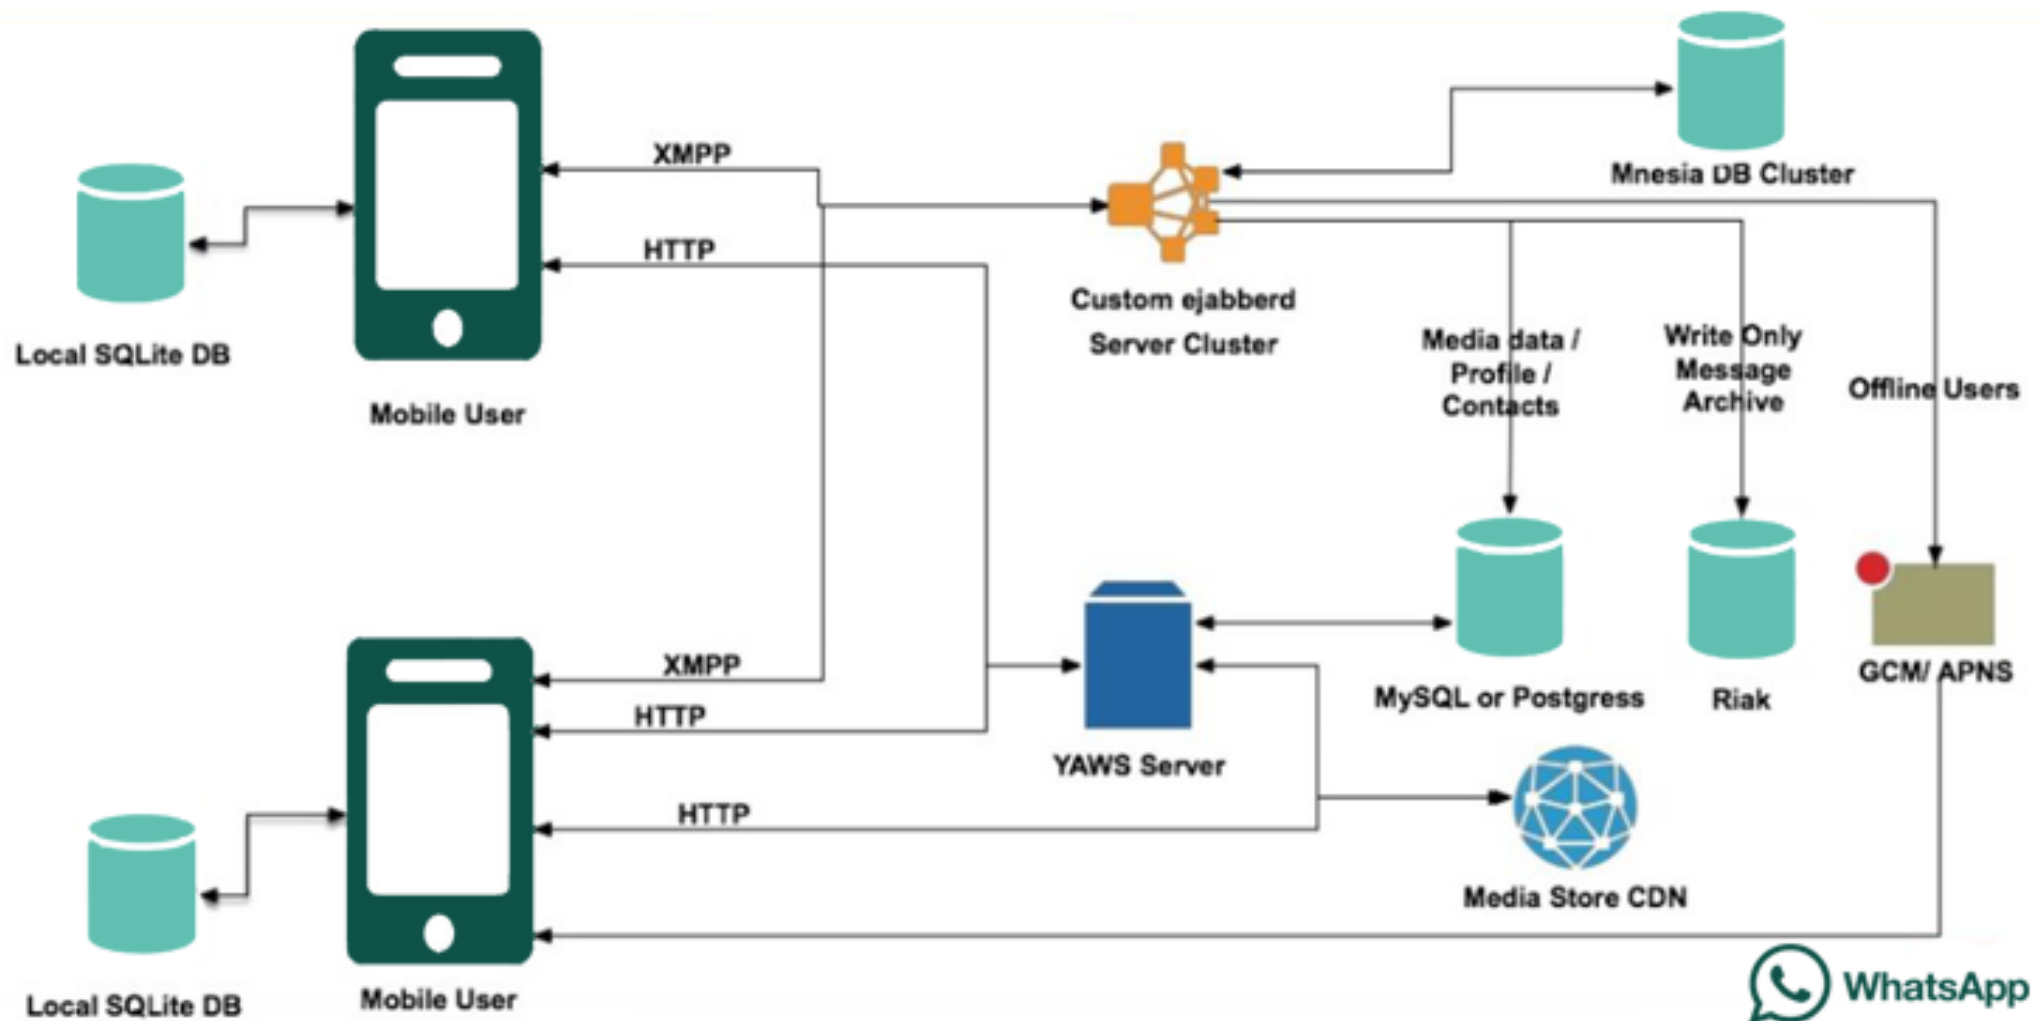 XMPP
Mnesia DB Cluster
HTTP
Custom ejabberd
Server Cluster
Local SQLite DB
Mobile User
Media data /
Profile /
Contacts
Write Only
Message
Archive
Offline Users
XMPP
HTTP
MySQL or Postgress
Riak
GCM/ APNS
YAWS Server
HTTP
Media Store CDN
Local SQLite DB
Mobile User
WhatsApp